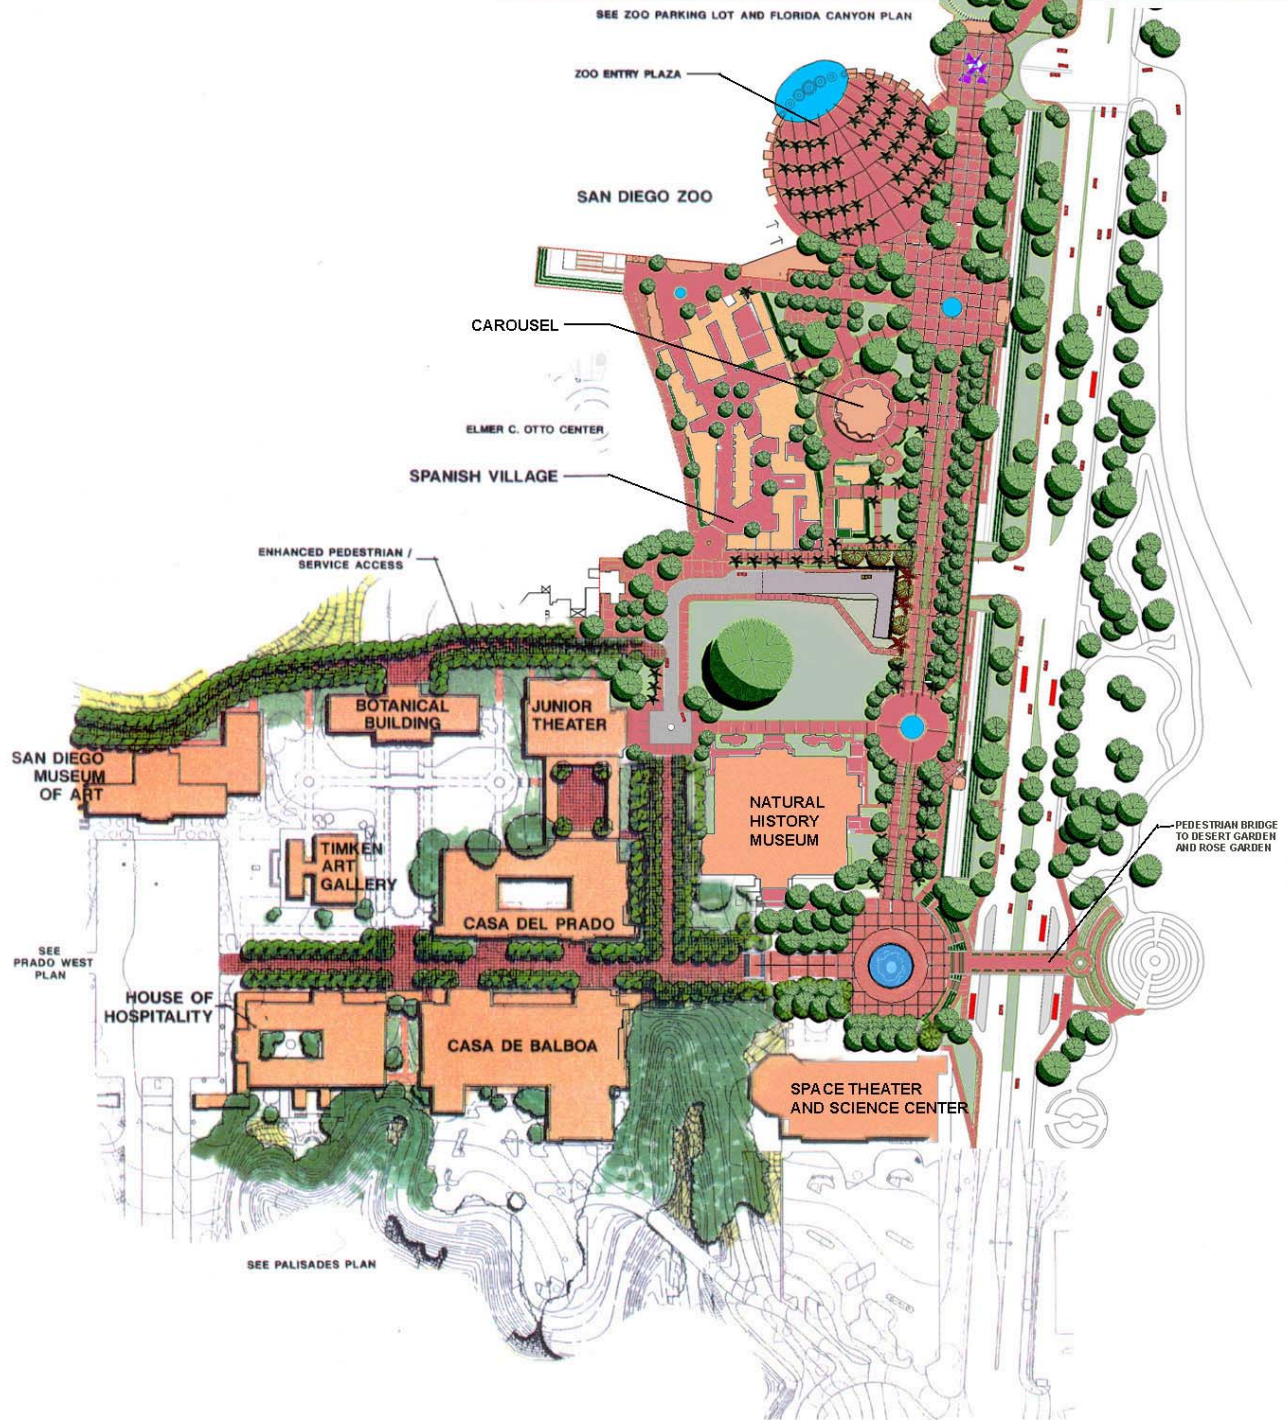 SEE ZOO PARKING LOT AND FLORIDA CANYON PLAN
ZOO ENTRY PLAZA
SAN DIEGO ZOO
CAROUSEL
ELMER C. OTTO CENTER
SPANISH VILLAGE
ENHANCED PEDESTRIAN /
SERVICE ACCESS
BOTANICAL
BUILDING
JUNIOR
THEATER
SAN DIEGO
MUSEUM
OF ART
NATURAL
HISTORY
MUSEUM
PEDESTRIAN BRIDGE
TO DESERT GARDEN
AND ROSE GARDEN
TIMKEN
ART
GALLERY
CASA DEL PRADO
SEE
PRADO WEST
PLAN
HOUSE OF
HOSPITALITY
CASA DE BALBOA
SPACE THEATER
AND SCIENCE CENTER
SEE PALISADES PLAN